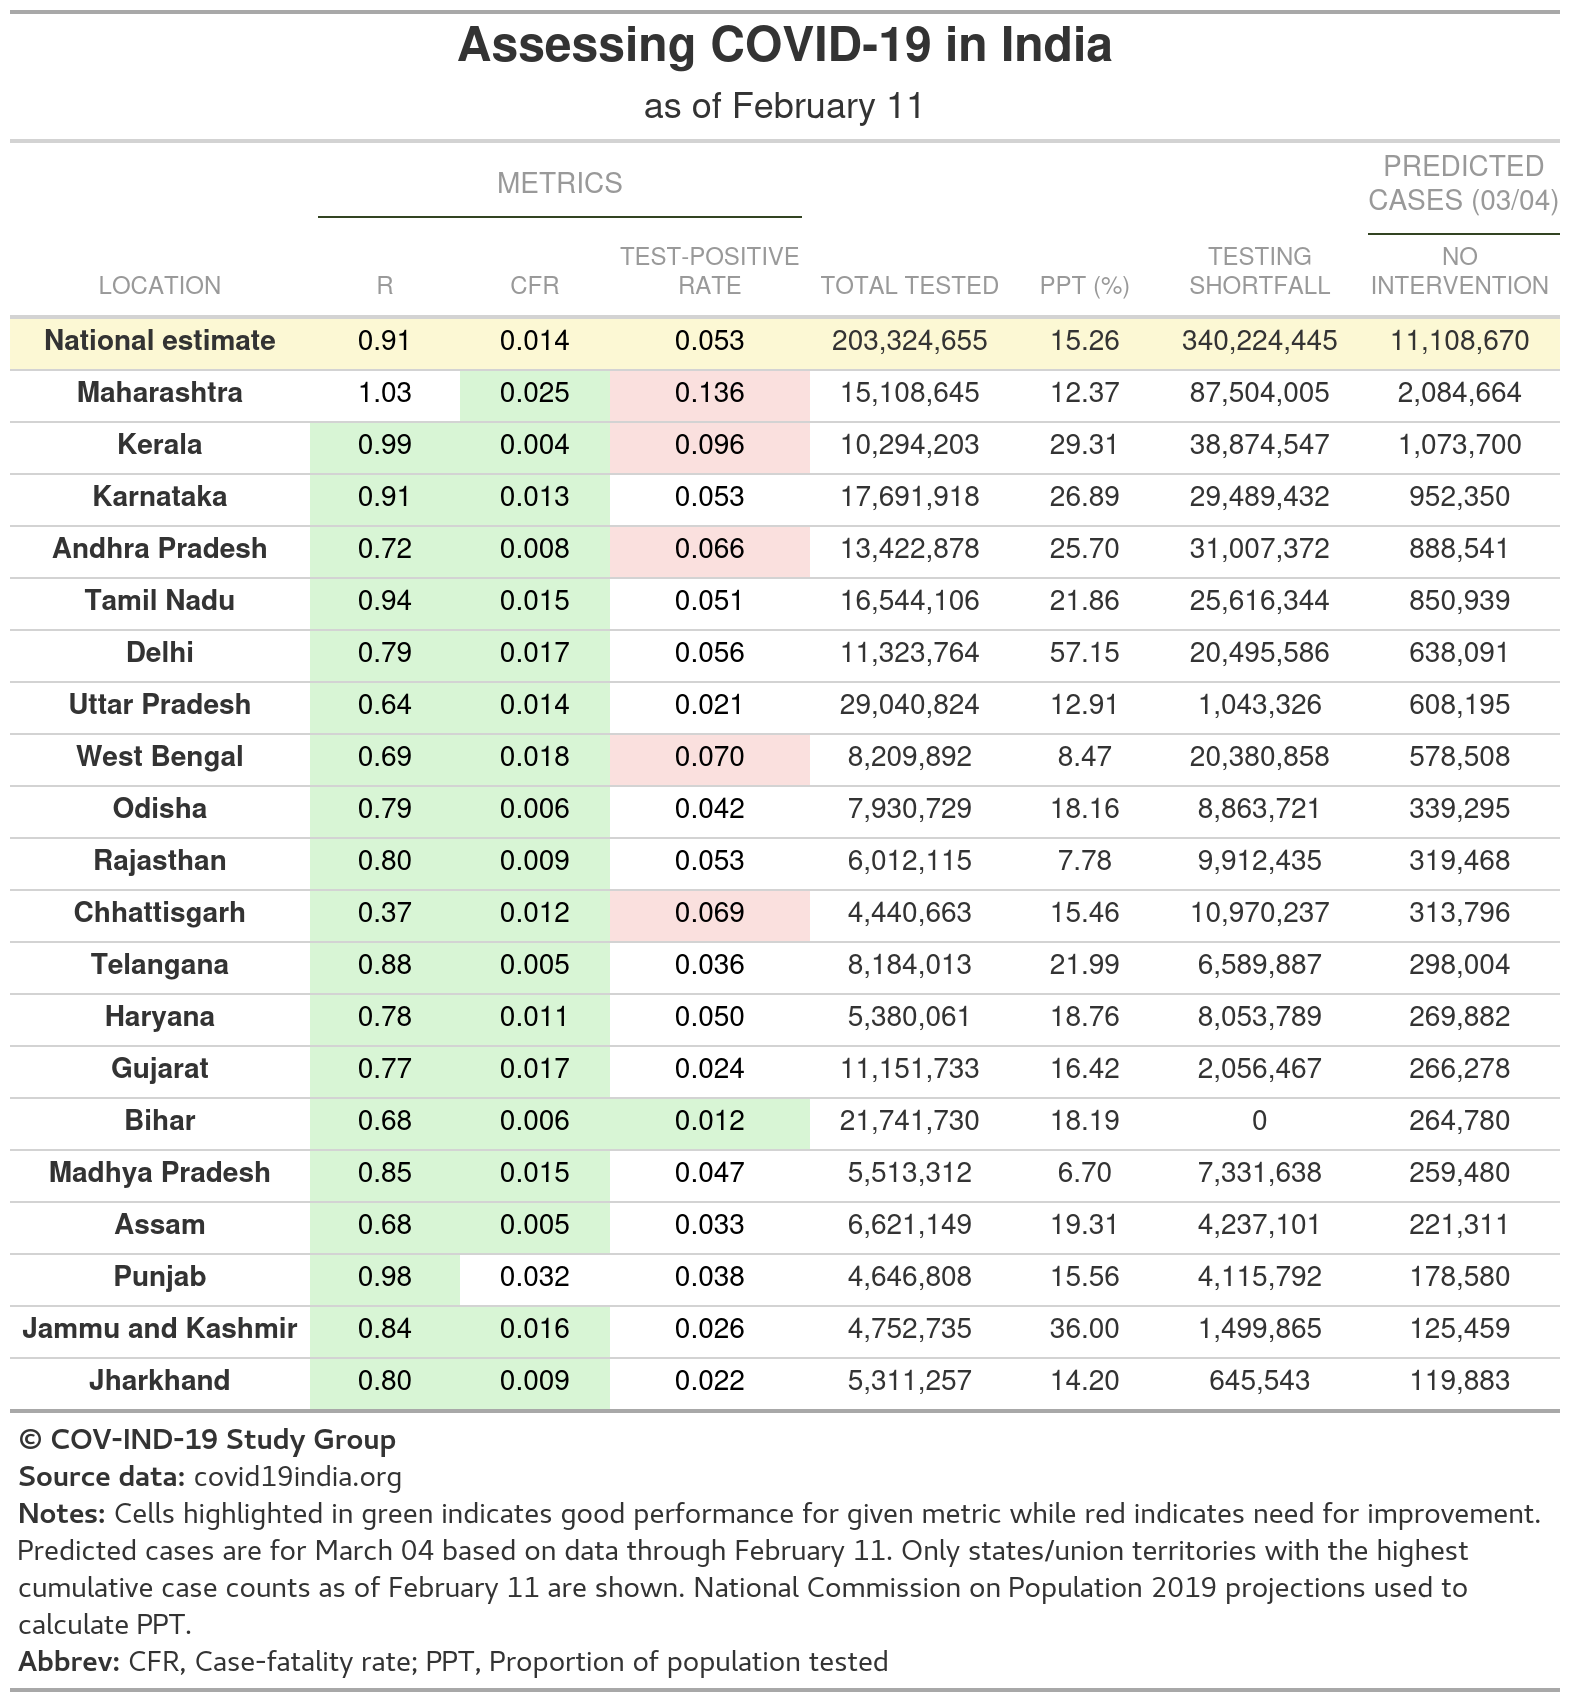 Assessing COVID-19 in India
as of February 11
METRICS
PREDICTED
CASES (03/04)
LOCATION R CFR TEST-POSITIVE RATE TOTAL TESTED PPT (%) TESTING SHORTFALL NO INTERVENTION
National estimate 0.91 0.014 0.053 203,324,655 15.26 340,224,445 11,108,670
Maharashtra 1.03 0.025 0.136 15,108,645 12.37 87,504,005 2,084,664
Kerala 0.99 0.004 0.096 10,294,203 29.31 38,874,547 1,073,700
Karnataka 0.91 0.013 0.053 17,691,918 26.89 29,489,432 952,350
Andhra Pradesh 0.72 0.008 0.066 13,422,878 25.70 31,007,372 888,541
Tamil Nadu 0.94 0.015 0.051 16,544,106 21.86 25,616,344 850,939
Delhi 0.79 0.017 0.056 11,323,764 57.15 20,495,586 638,091
Uttar Pradesh 0.64 0.014 0.021 29,040,824 12.91 1,043,326 608,195
West Bengal 0.69 0.018 0.070 8,209,892 8.47 20,380,858 578,508
Odisha 0.79 0.006 0.042 7,930,729 18.16 8,863,721 339,295
Rajasthan 0.80 0.009 0.053 6,012,115 7.78 9,912,435 319,468
Chhattisgarh 0.37 0.012 0.069 4,440,663 15.46 10,970,237 313,796
Telangana 0.88 0.005 0.036 8,184,013 21.99 6,589,887 298,004
Haryana 0.78 0.011 0.050 5,380,061 18.76 8,053,789 269,882
Gujarat 0.77 0.017 0.024 11,151,733 16.42 2,056,467 266,278
Bihar 0.68 0.006 0.012 21,741,730 18.19 0 264,780
Madhya Pradesh 0.85 0.015 0.047 5,513,312 6.70 7,331,638 259,480
Assam 0.68 0.005 0.033 6,621,149 19.31 4,237,101 221,311
Punjab 0.98 0.032 0.038 4,646,808 15.56 4,115,792 178,580
Jammu and Kashmir 0.84 0.016 0.026 4,752,735 36.00 1,499,865 125,459
Jharkhand 0.80 0.009 0.022 5,311,257 14.20 645,543 119,883
© COV-IND-19 Study Group
Source data: covid19india.org
Notes: Cells highlighted in green indicates good performance for given metric while red indicates need for improvement.
Predicted cases are for March 04 based on data through February 11. Only states/union territories with the highest
cumulative case counts as of February 11 are shown. National Commission on Population 2019 projections used to
calculate PPT.
Abbrev: CFR, Case-fatality rate; PPT, Proportion of population tested